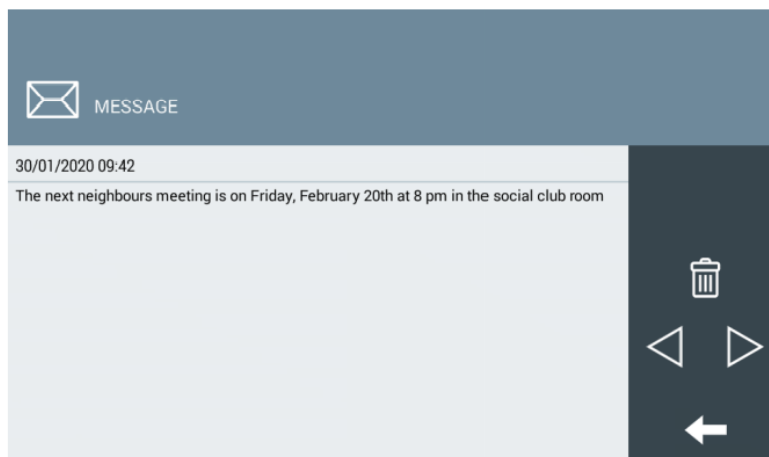 MESSAGE
30/01/2020 09:42
The next neighbours meeting is on Friday, February 20th at 8 pm in the social club room